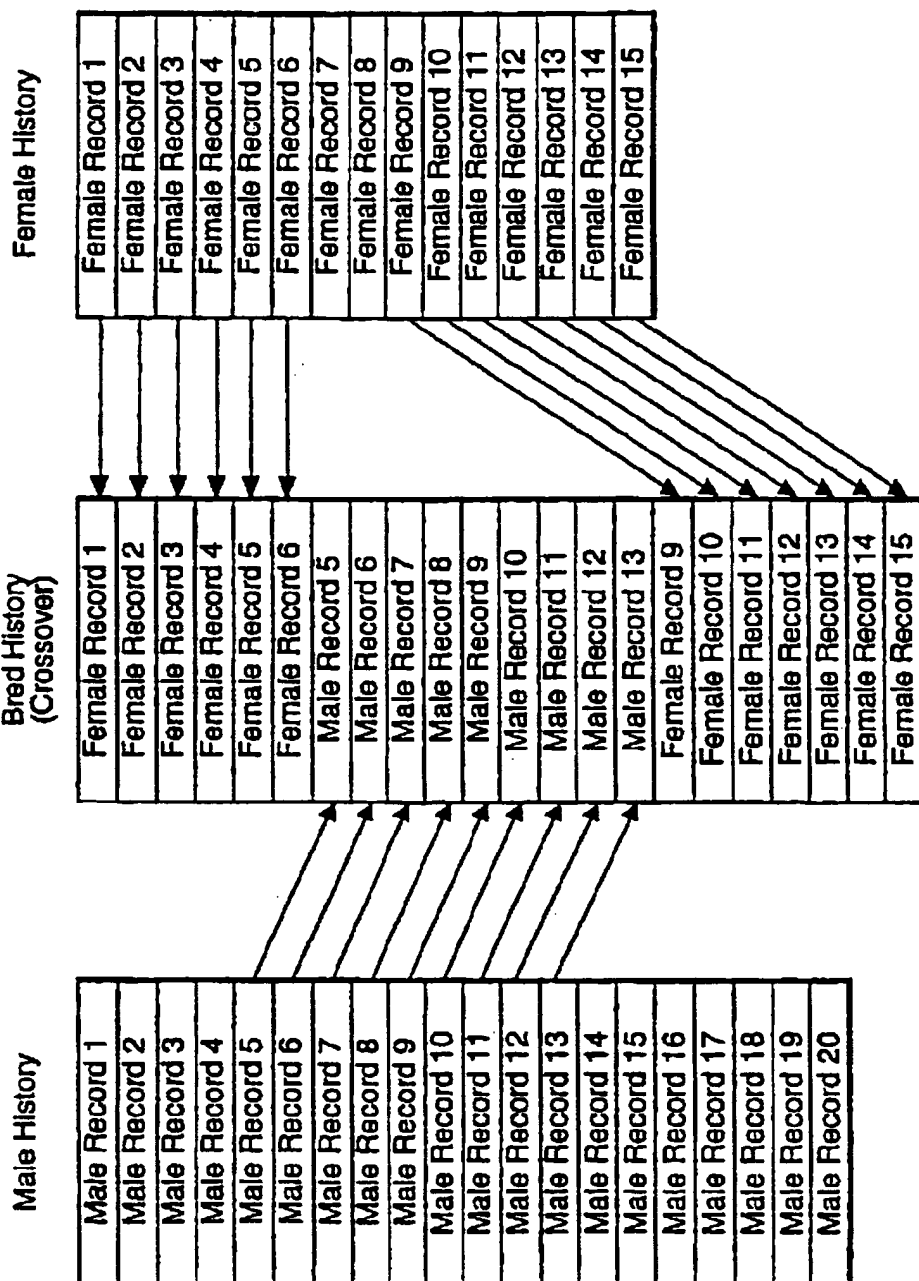 Male History
Male Record 1
Male Record 2
Male Record 3
Male Record 4
Male Record 5
Male Record 6
Male Record 7
Male Record 8
Male Record 9
Male Record 10
Male Record 11
Male Record 12
Male Record 13
Male Record 14
Male Record 15
Male Record 16
Male Record 17
Male Record 18
Male Record 19
Male Record 20
Bred History
(Crossover)
Female Record 1
Female Record 2
Female Record 3
Female Record 4
Female Record 5
Female Record 6
Male Record 5
Male Record 6
Male Record 7
Male Record 8
Male Record 9
Male Record 10
Male Record 11
Male Record 12
Male Record 13
Female Record 9
Female Record 10
Female Record 11
Female Record 12
Female Record 13
Female Record 14
Female Record 15
Female History
Female Record 1
Female Record 2
Female Record 3
Female Record 4
Female Record 5
Female Record 6
Female Record 7
Female Record 8
Female Record 9
Female Record 10
Female Record 11
Female Record 12
Female Record 13
Female Record 14
Female Record 15